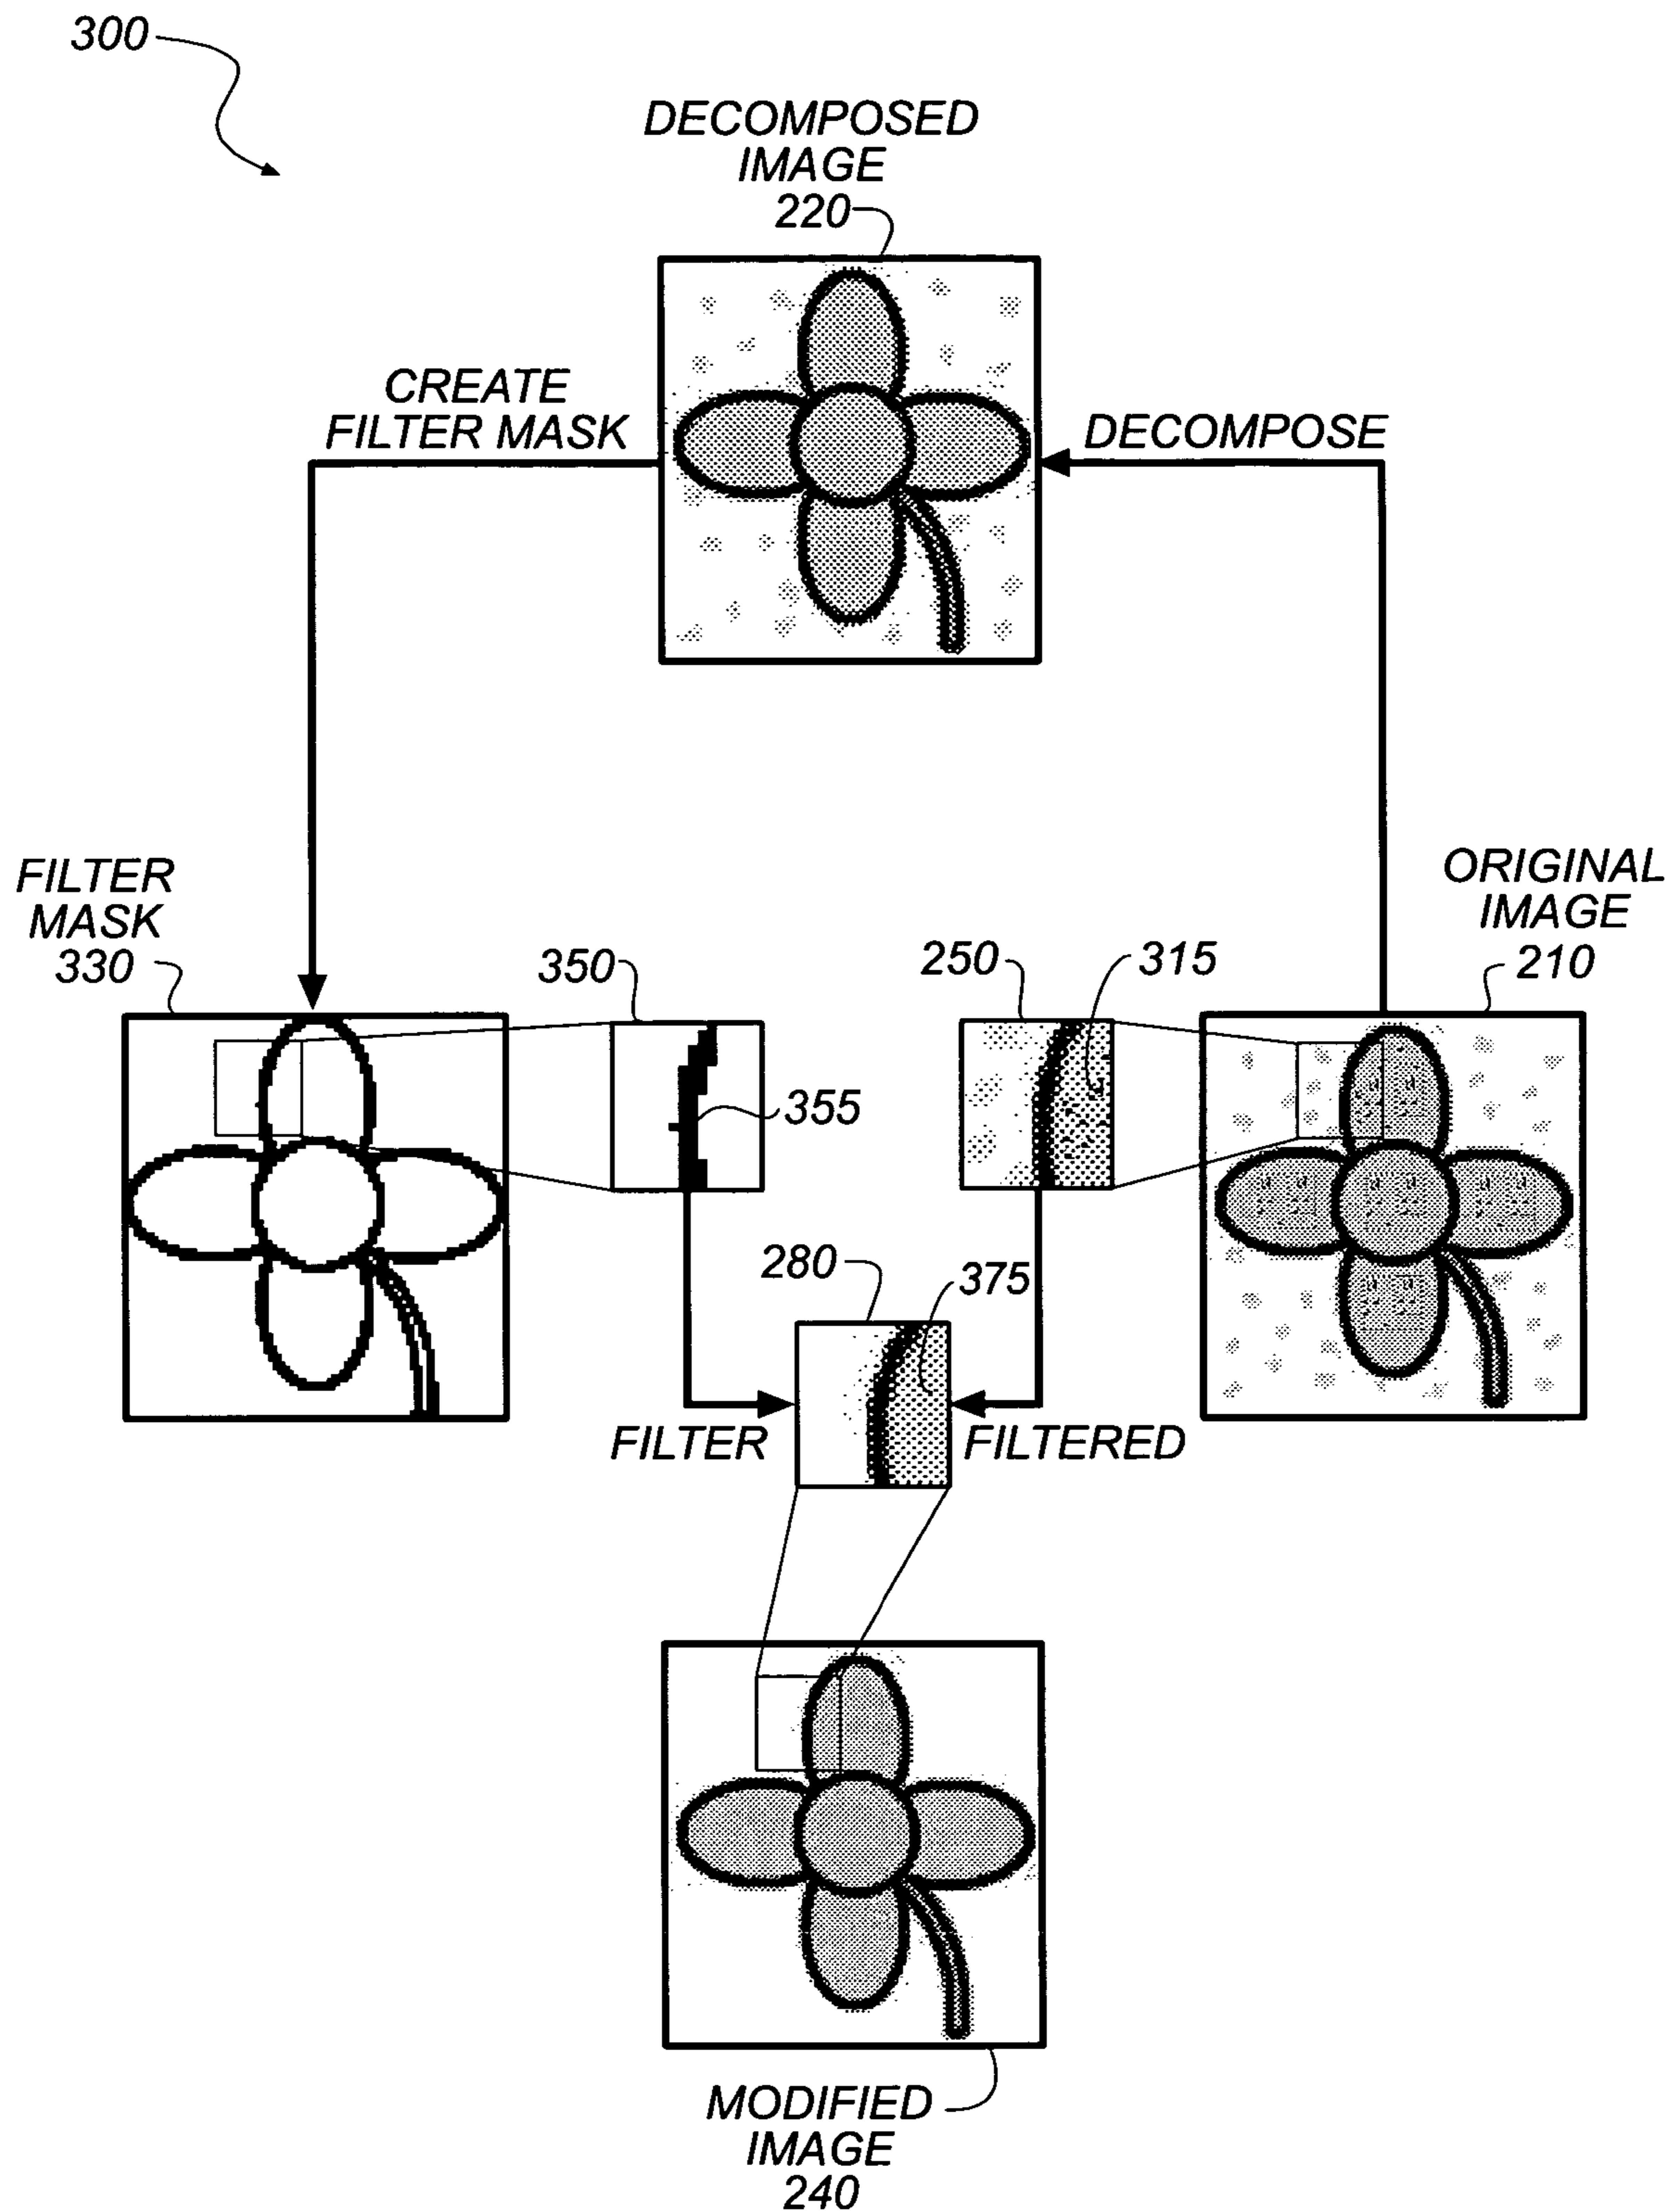 300
DECOMPOSED
IMAGE
220
CREATE
FILTER MASK
DECOMPOSE
FILTER
MASK
330
350
250
315
ORIGINAL
IMAGE
210
355
280
375
FILTER
FILTERED
MODIFIED
IMAGE
240